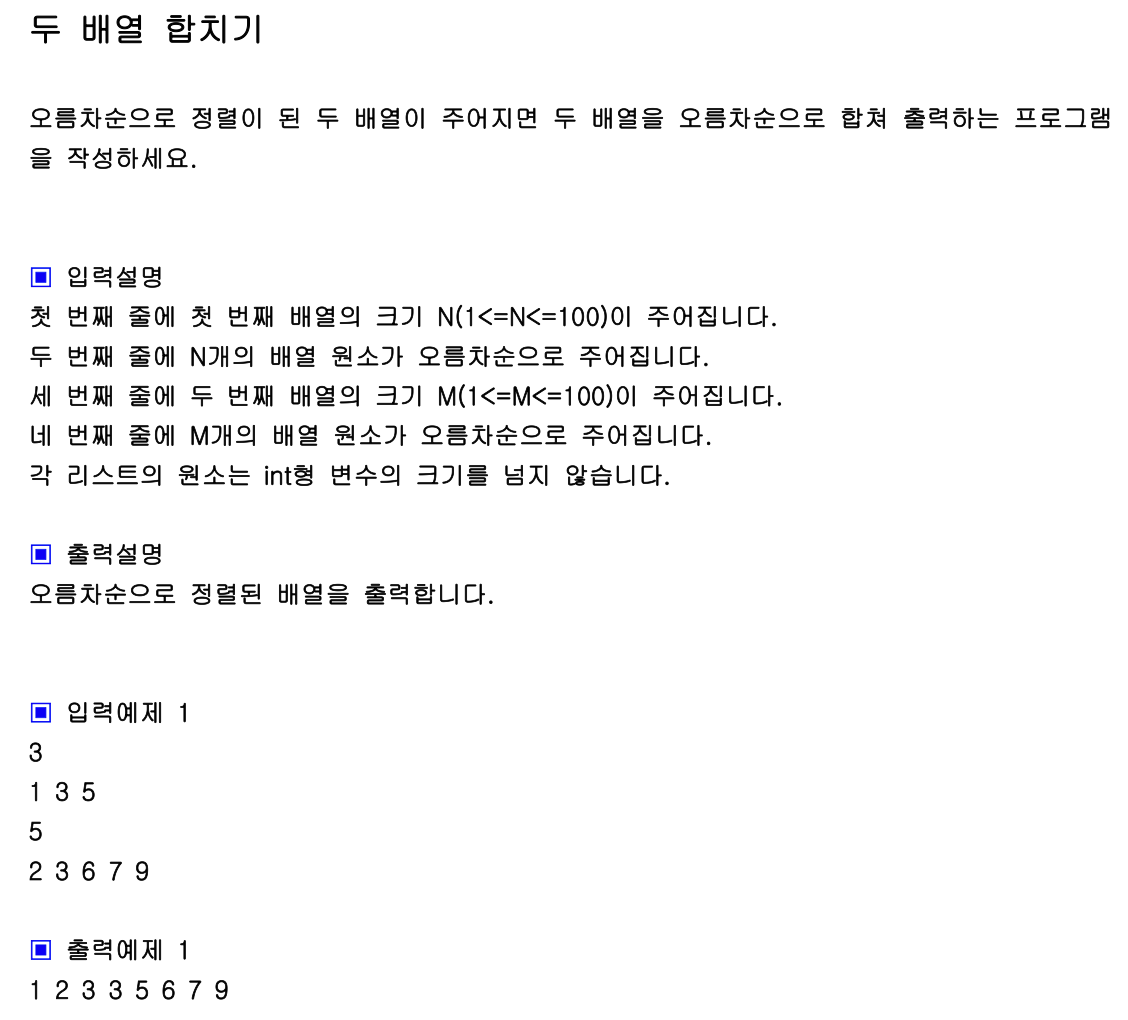 두 배열 합치기
오름차순으로 정렬이 된 두 배열이 주어지면 두 배열을 오름차순으로 합쳐 출력하는 프로그램
을 작성하세요.
▣ 입력설명
첫 번째 줄에 첫 번째 배열의 크기 N(1<=N<=100)이 주어집니다.
두 번째 줄에 N개의 배열 원소가 오름차순으로 주어집니다.
세 번째 줄에 두 번째 배열의 크기 M(1<=M<=100)이 주어집니다.
네 번째 줄에 M개의 배열 원소가 오름차순으로 주어집니다.
각 리스트의 원소는 int형 변수의 크기를 넘지 않습니다.
▣ 출력설명
오름차순으로 정렬된 배열을 출력합니다.
▣ 입력예제 1
3
1 3 5
5
2 3 6 7 9
▣ 출력예제 1
1 2 3 3 5 6 7 9